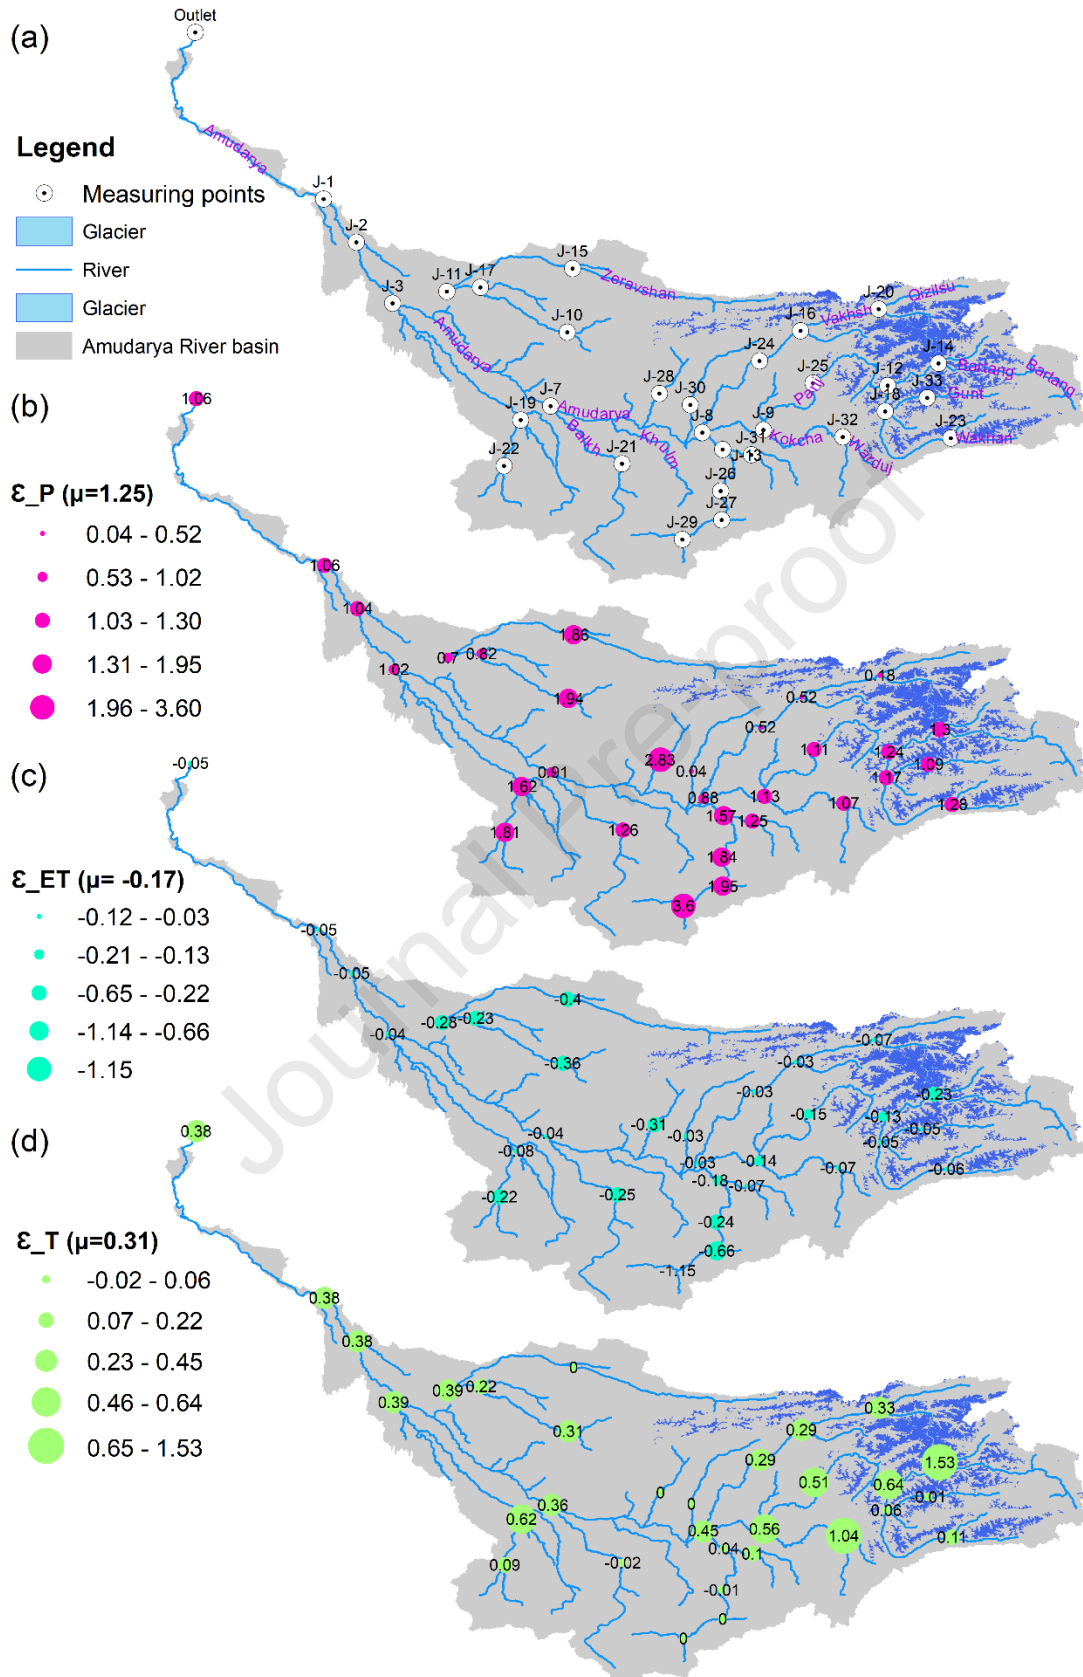 (a)
Outlet
Amudarya
Legend
Measuring points
Glacier
River
Glacier
Amudarya River basin
J-1
J-2
J-3
J-11
J-17
J-15
Zeravshan
J-10
Amudarya
J-7
Amudarya
J-19
J-22
Balkh
J-21
Khulm
J-28
J-30
J-24
J-16
Vakhsh
J-20
Qizilsu
J-25
Panj
J-12
J-14
Bartang
Bartang
J-33
Gunt
J-18
J-23
Wakhan
J-32
Warduj
J-8
J-9
Kokcha
J-31
J-13
J-26
J-27
J-29
(b)
1.06
Ɛ_P (μ=1.25)
0.04 - 0.52
0.53 - 1.02
1.03 - 1.30
1.31 - 1.95
1.96 - 3.60
1.06
1.04
1.02
0.7
0.82
1.86
1.94
0.18
0.52
0.52
1.11
1.3
1.24
1.09
1.17
1.28
1.07
2.83
0.04
0.91
1.62
1.81
1.26
0.88
1.13
1.57
1.25
1.84
1.95
3.6
(c)
-0.05
Ɛ_ET (μ= -0.17)
-0.12 - -0.03
-0.21 - -0.13
-0.65 - -0.22
-1.14 - -0.66
-1.15
-0.05
-0.05
-0.04
-0.28
-0.23
-0.4
-0.36
-0.07
-0.03
-0.03
-0.15
-0.23
-0.13
-0.05
-0.05
-0.06
-0.07
-0.31
-0.03
-0.04
-0.08
-0.22
-0.25
-0.03
-0.14
-0.18
-0.07
-0.24
-0.66
-1.15
(d)
0.38
Ɛ_T (μ=0.31)
-0.02 - 0.06
0.07 - 0.22
0.23 - 0.45
0.46 - 0.64
0.65 - 1.53
0.38
0.38
0.39
0.39
0.22
0
0.31
0.33
0.29
0.29
0.51
1.53
0.64
0.01
0.06
0.11
1.04
0
0
0.36
0.62
0.09
-0.02
0.45
0.56
0.04
0.1
-0.01
0
0
Journal Pre-proof